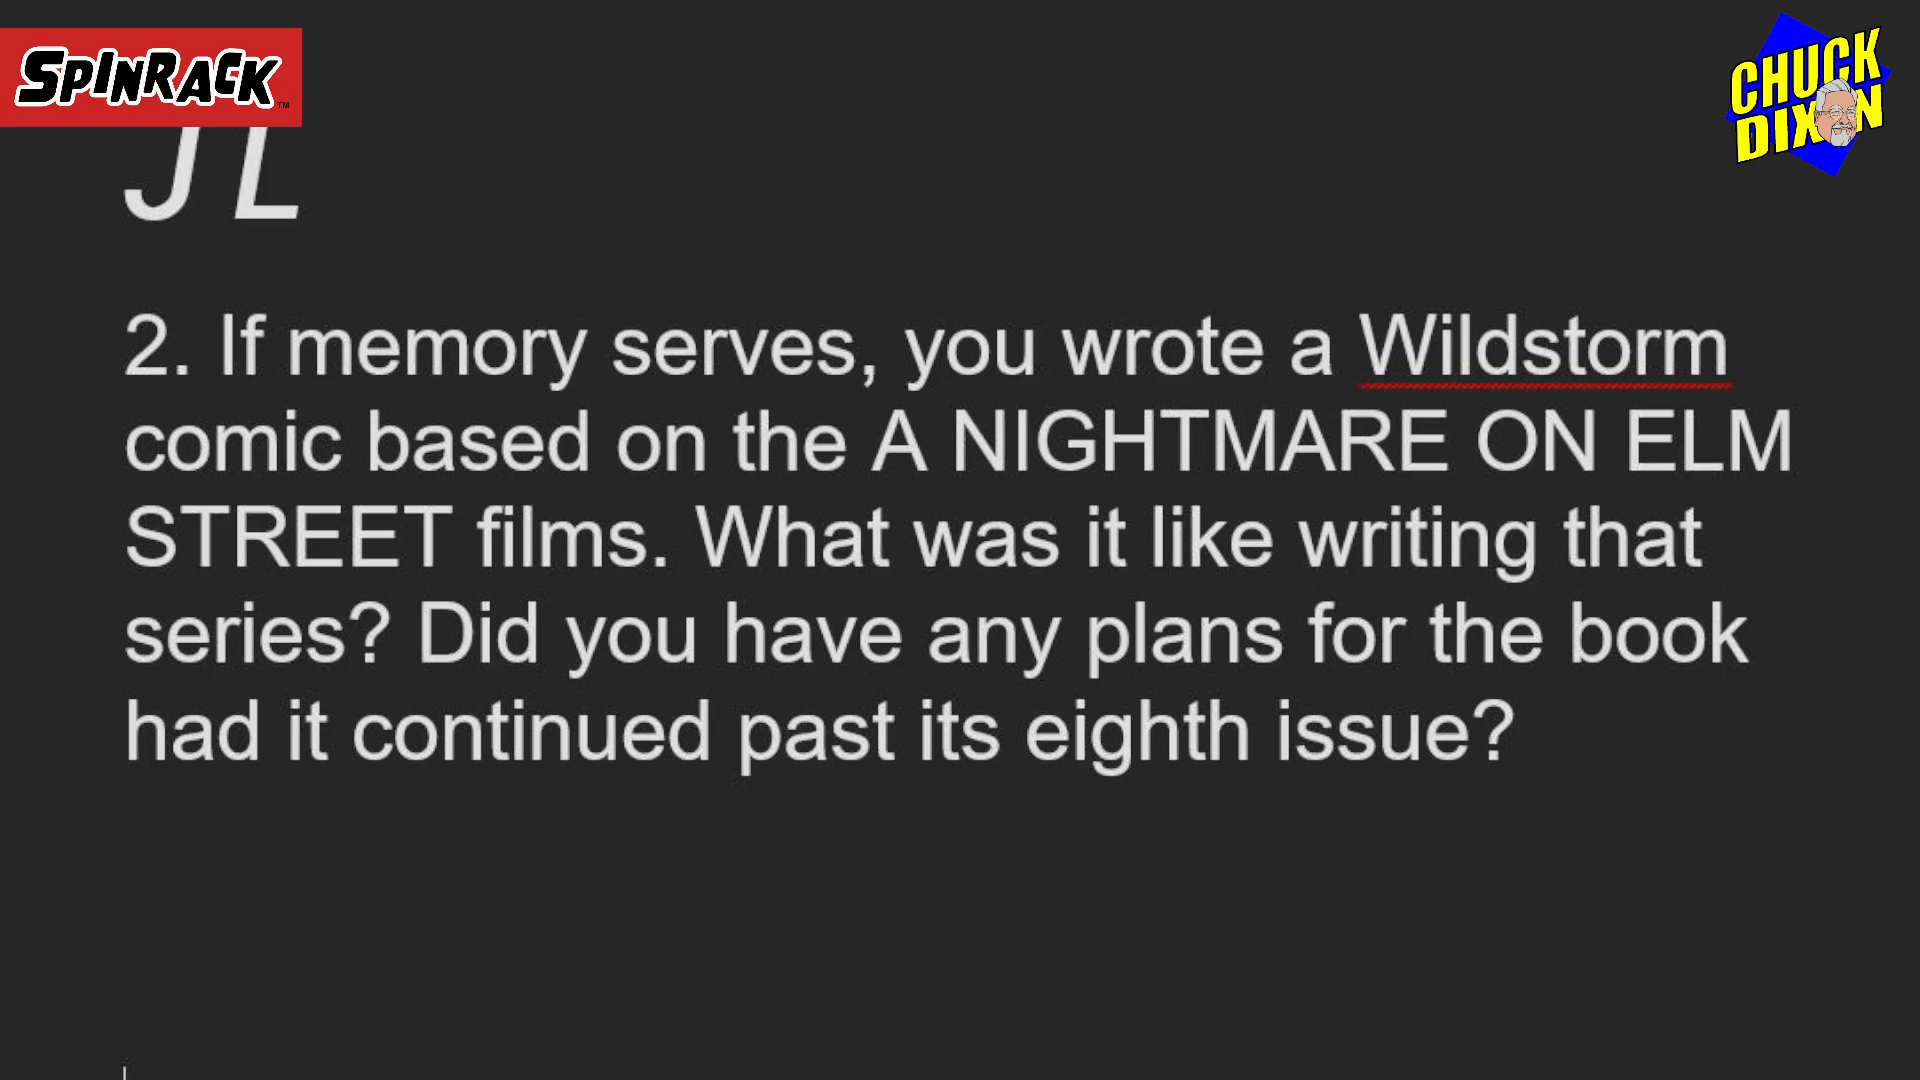 SPINRACK™
CHUCK
DIXON
J L
2. If memory serves, you wrote a Wildstorm
comic based on the A NIGHTMARE ON ELM
STREET films. What was it like writing that
series? Did you have any plans for the book
had it continued past its eighth issue?